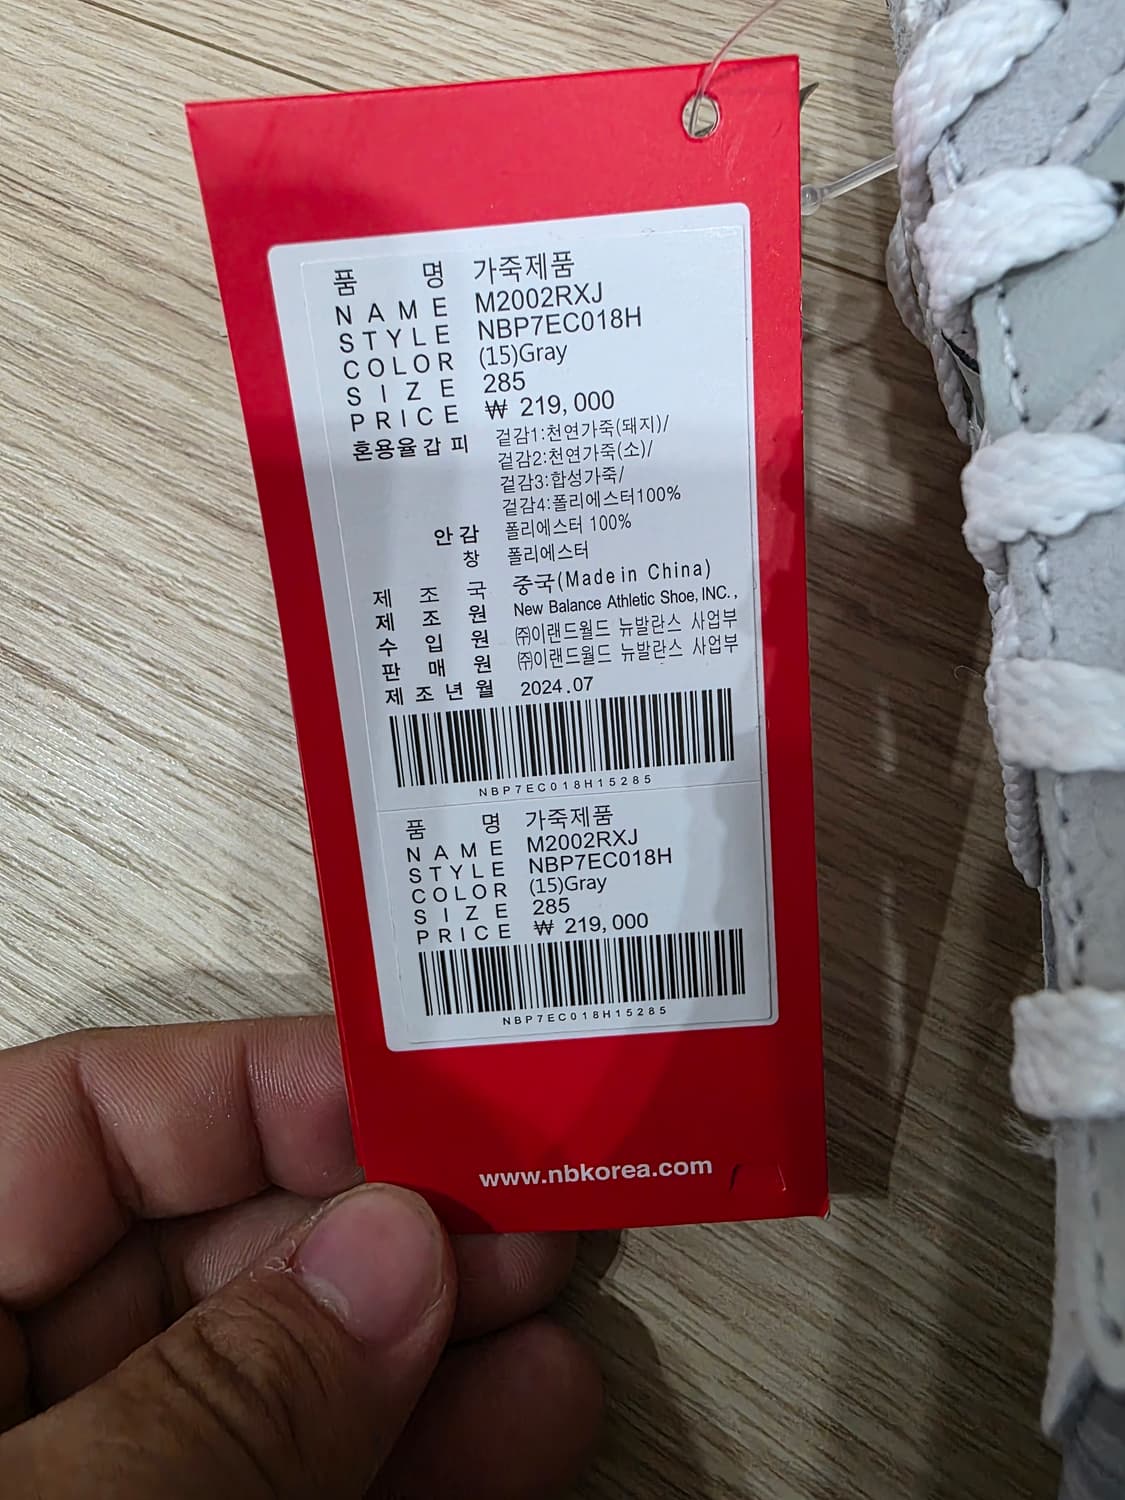 품 명 가죽제품
NAME M2002RXJ
STYLE NBP7EC018H
COLOR (15)Gray
SIZE 285
PRICE ₩ 219,000
혼용율갑피 겉감1:천연가죽(돼지)/
겉감2:천연가죽(소)/
겉감3:합성가죽/
겉감4:폴리에스터100%
안감 폴리에스터 100%
창 폴리에스터
제조국 중국(Made in China)
제조원 New Balance Athletic Shoe, INC.,
수입원 ㈜이랜드월드 뉴발란스 사업부
판매원 ㈜이랜드월드 뉴발란스 사업부
제조년월 2024.07
NBP7EC018H15285
품 명 가죽제품
NAME M2002RXJ
STYLE NBP7EC018H
COLOR (15)Gray
SIZE 285
PRICE ₩ 219,000
NBP7EC018H15285
www.nbkorea.com